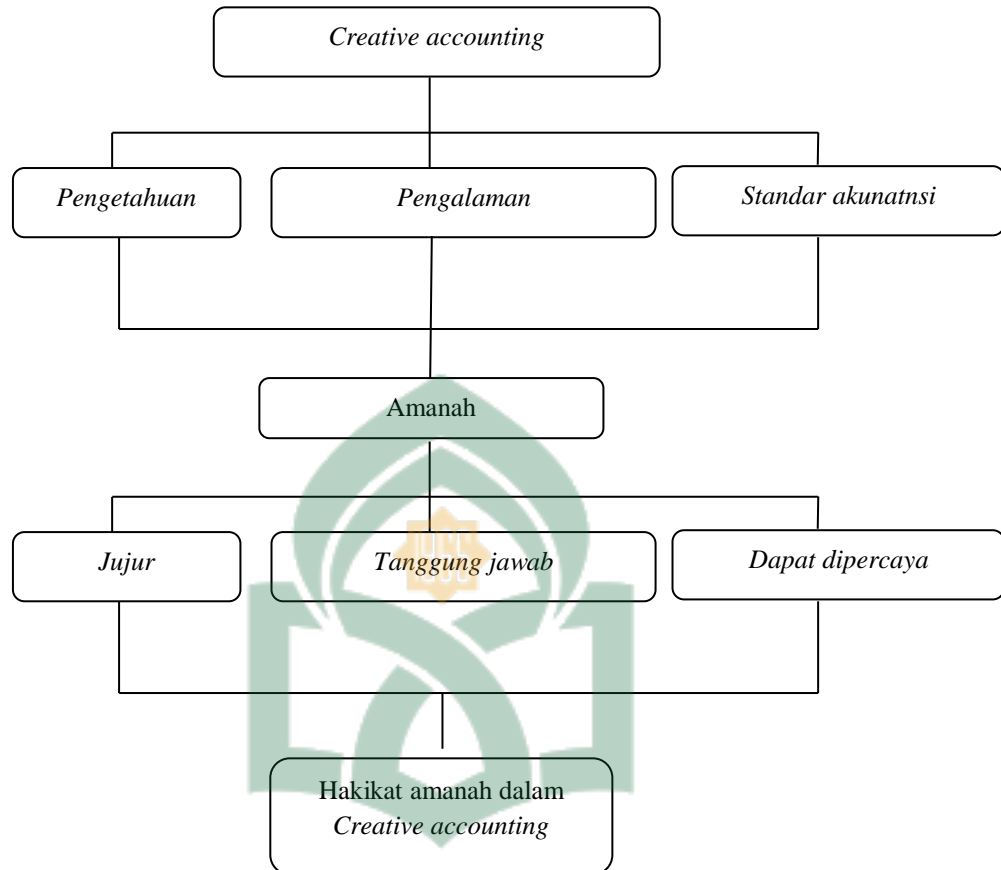 Creative accounting
Pengetahuan
Pengalaman
Standar akunatnsi
Amanah
Jujur
Tanggung jawab
Dapat dipercaya
Hakikat amanah dalam
Creative accounting